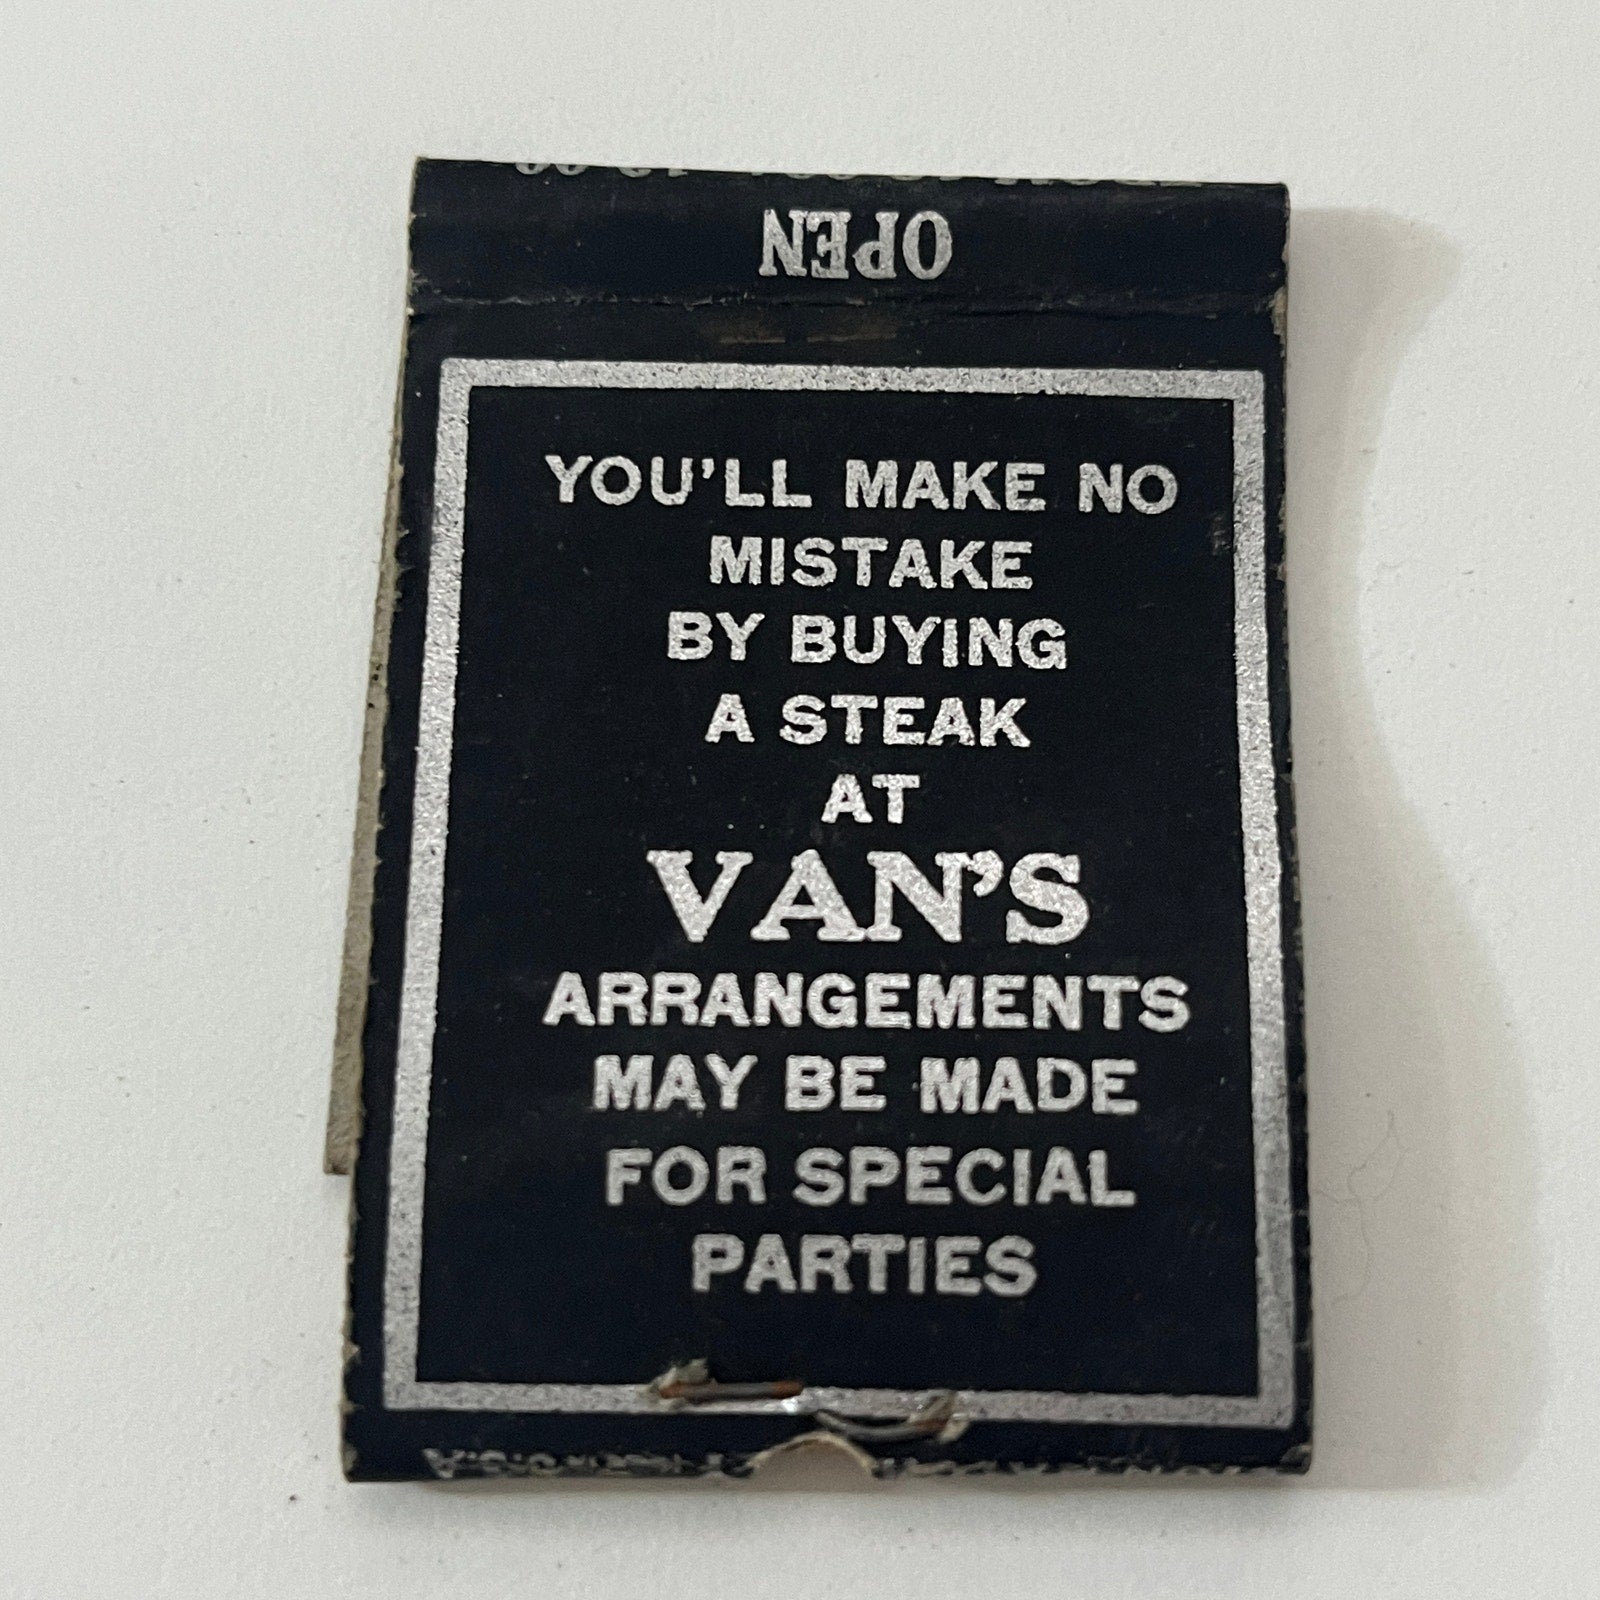 OPEN
YOU'LL MAKE NO
MISTAKE
BY BUYING
A STEAK
AT
VAN'S
ARRANGEMENTS
MAY BE MADE
FOR SPECIAL
PARTIES